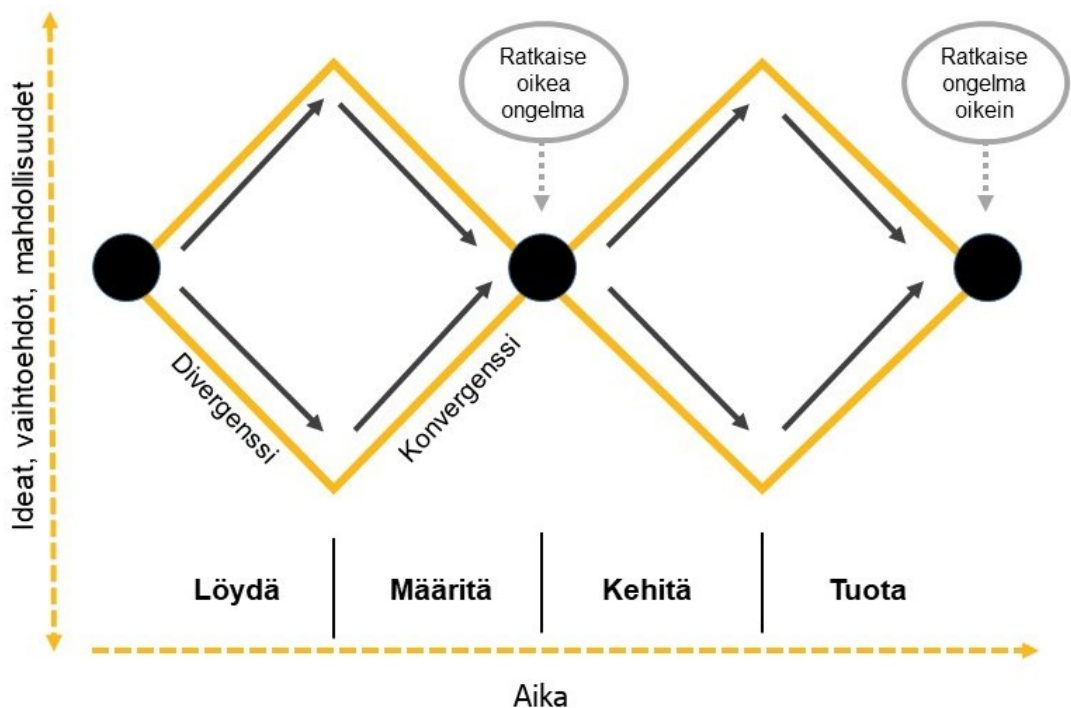 Ratkaise
oikea
ongelma
Ratkaise
ongelma
oikein
Ideat, vaihtoehdot, mahdollisuudet
Divergenssi
Konvergenssi
Löydä
Määritä
Kehitä
Tuota
Aika